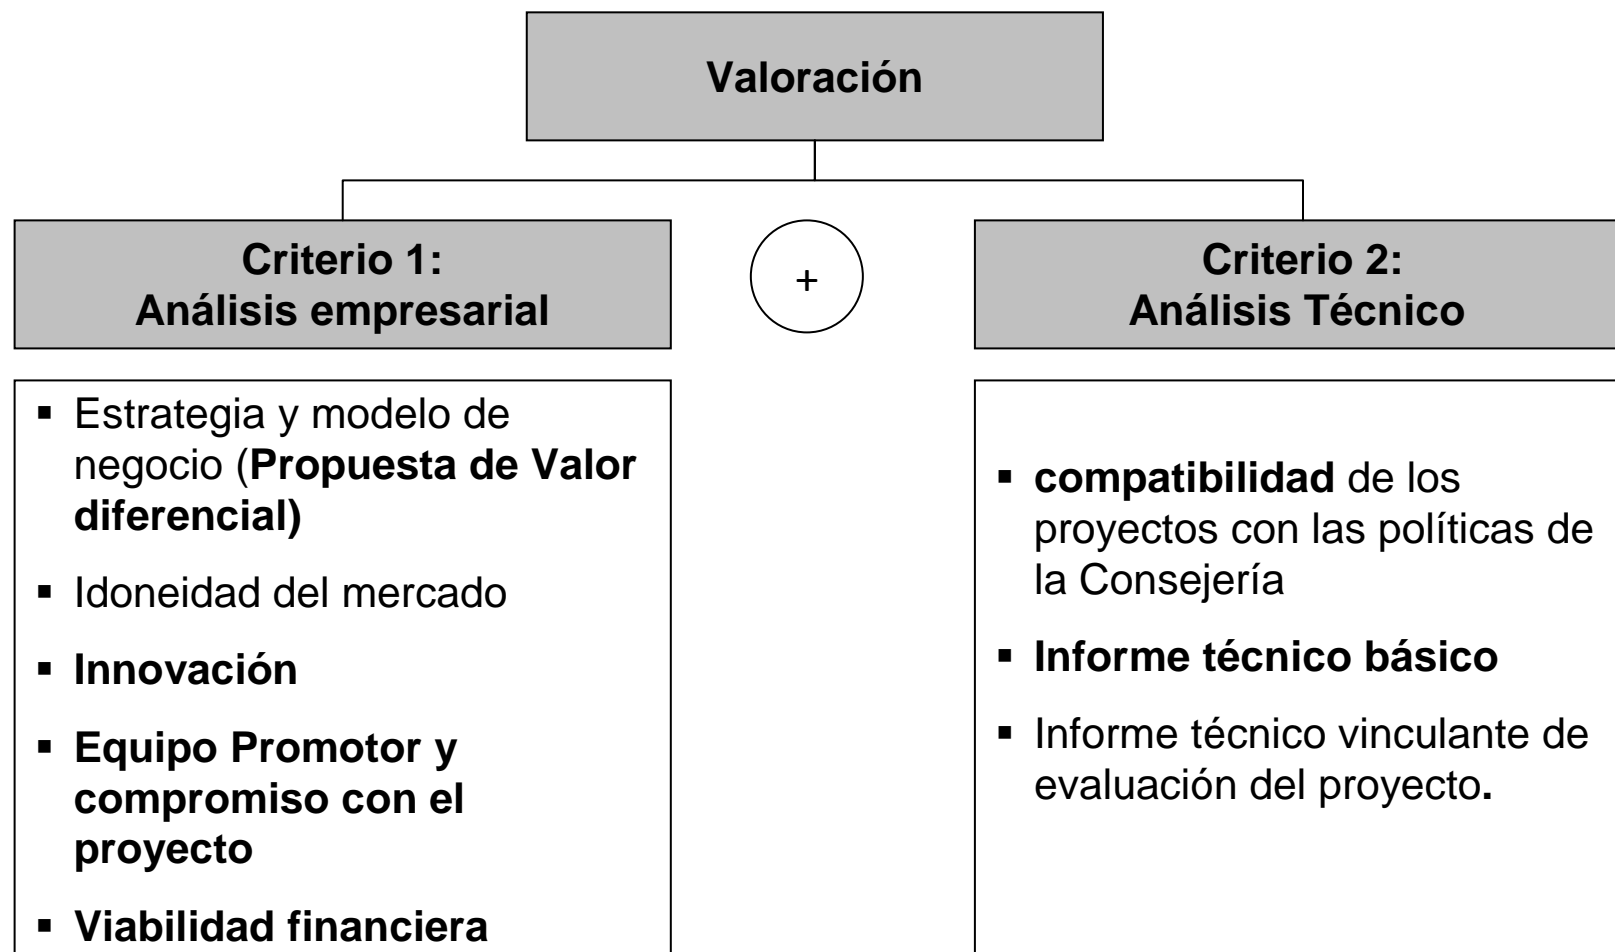 Valoración
Criterio 1:
Análisis empresarial
+
Criterio 2:
Análisis Técnico
▪ Estrategia y modelo de
negocio (Propuesta de Valor
diferencial)
▪ Idoneidad del mercado
▪ Innovación
▪ Equipo Promotor y
compromiso con el
proyecto
▪ Viabilidad financiera
▪ compatibilidad de los
proyectos con las políticas de
la Consejería
▪ Informe técnico básico
▪ Informe técnico vinculante de
evaluación del proyecto.